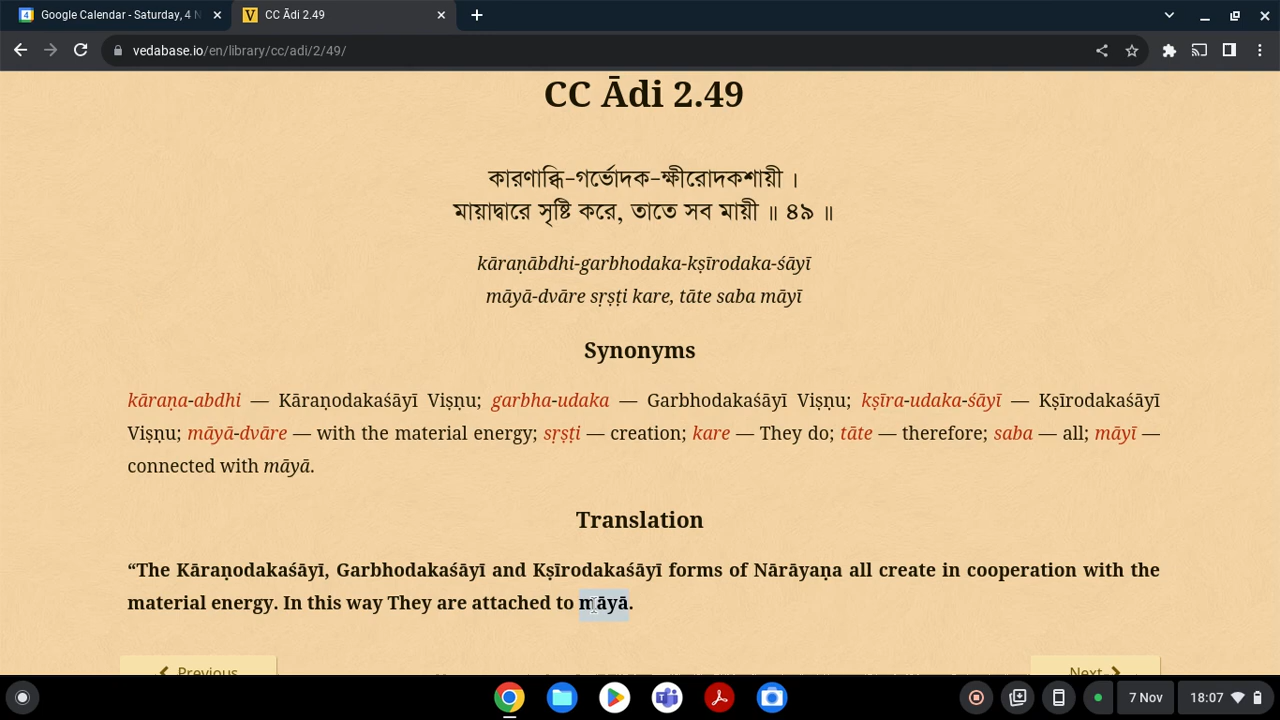 Google Calendar - Saturday, 4 N
CC Ādi 2.49
vedabase.io/en/library/cc/adi/2/49/
CC Ādi 2.49
কারণাব্ধি-গর্ভোদক-ক্ষীরোদকশায়ী ।
মায়াদ্বারে সৃষ্টি করে, তাতে সব মায়ী ॥ ৪৯ ॥
kāraṇābdhi-garbhodaka-kṣīrodaka-śāyī
māyā-dvāre sṛṣṭi kare, tāte saba māyī
Synonyms
kāraṇa-abdhi — Kāraṇodakaśāyī Viṣṇu; garbha-udaka — Garbhodakaśāyī Viṣṇu; kṣīra-udaka-śāyī — Kṣīrodakaśāyī
Viṣṇu; māyā-dvāre — with the material energy; sṛṣṭi — creation; kare — They do; tāte — therefore; saba — all; māyī —
connected with māyā.
Translation
“The Kāraṇodakaśāyī, Garbhodakaśāyī and Kṣīrodakaśāyī forms of Nārāyaṇa all create in cooperation with the
material energy. In this way They are attached to māyā.
Previous
Next
7 Nov
18:07